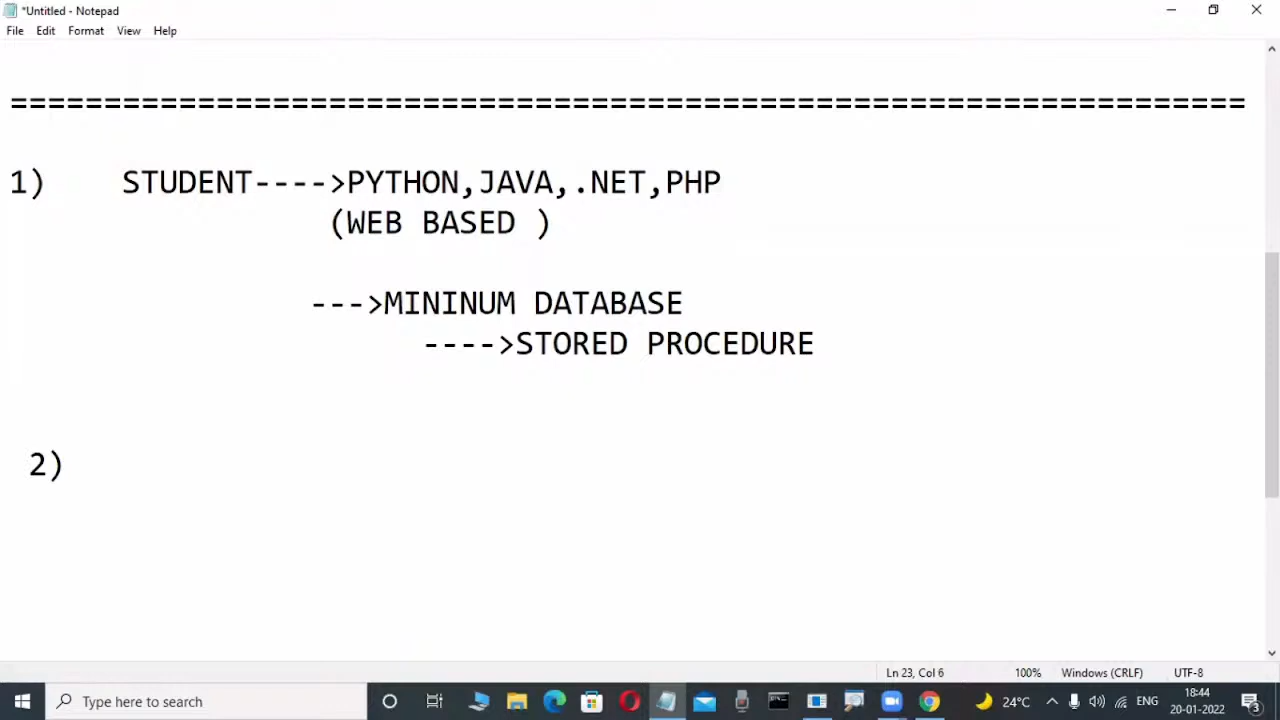 *Untitled - Notepad
File Edit Format View Help
==================================================================
1) STUDENT---->PYTHON,JAVA,.NET,PHP
(WEB BASED )
--->MININUM DATABASE
---->STORED PROCEDURE
2)
Ln 23, Col 6 100% Windows (CRLF) UTF-8
Type here to search
24°C ENG 18:44
20-01-2022
3